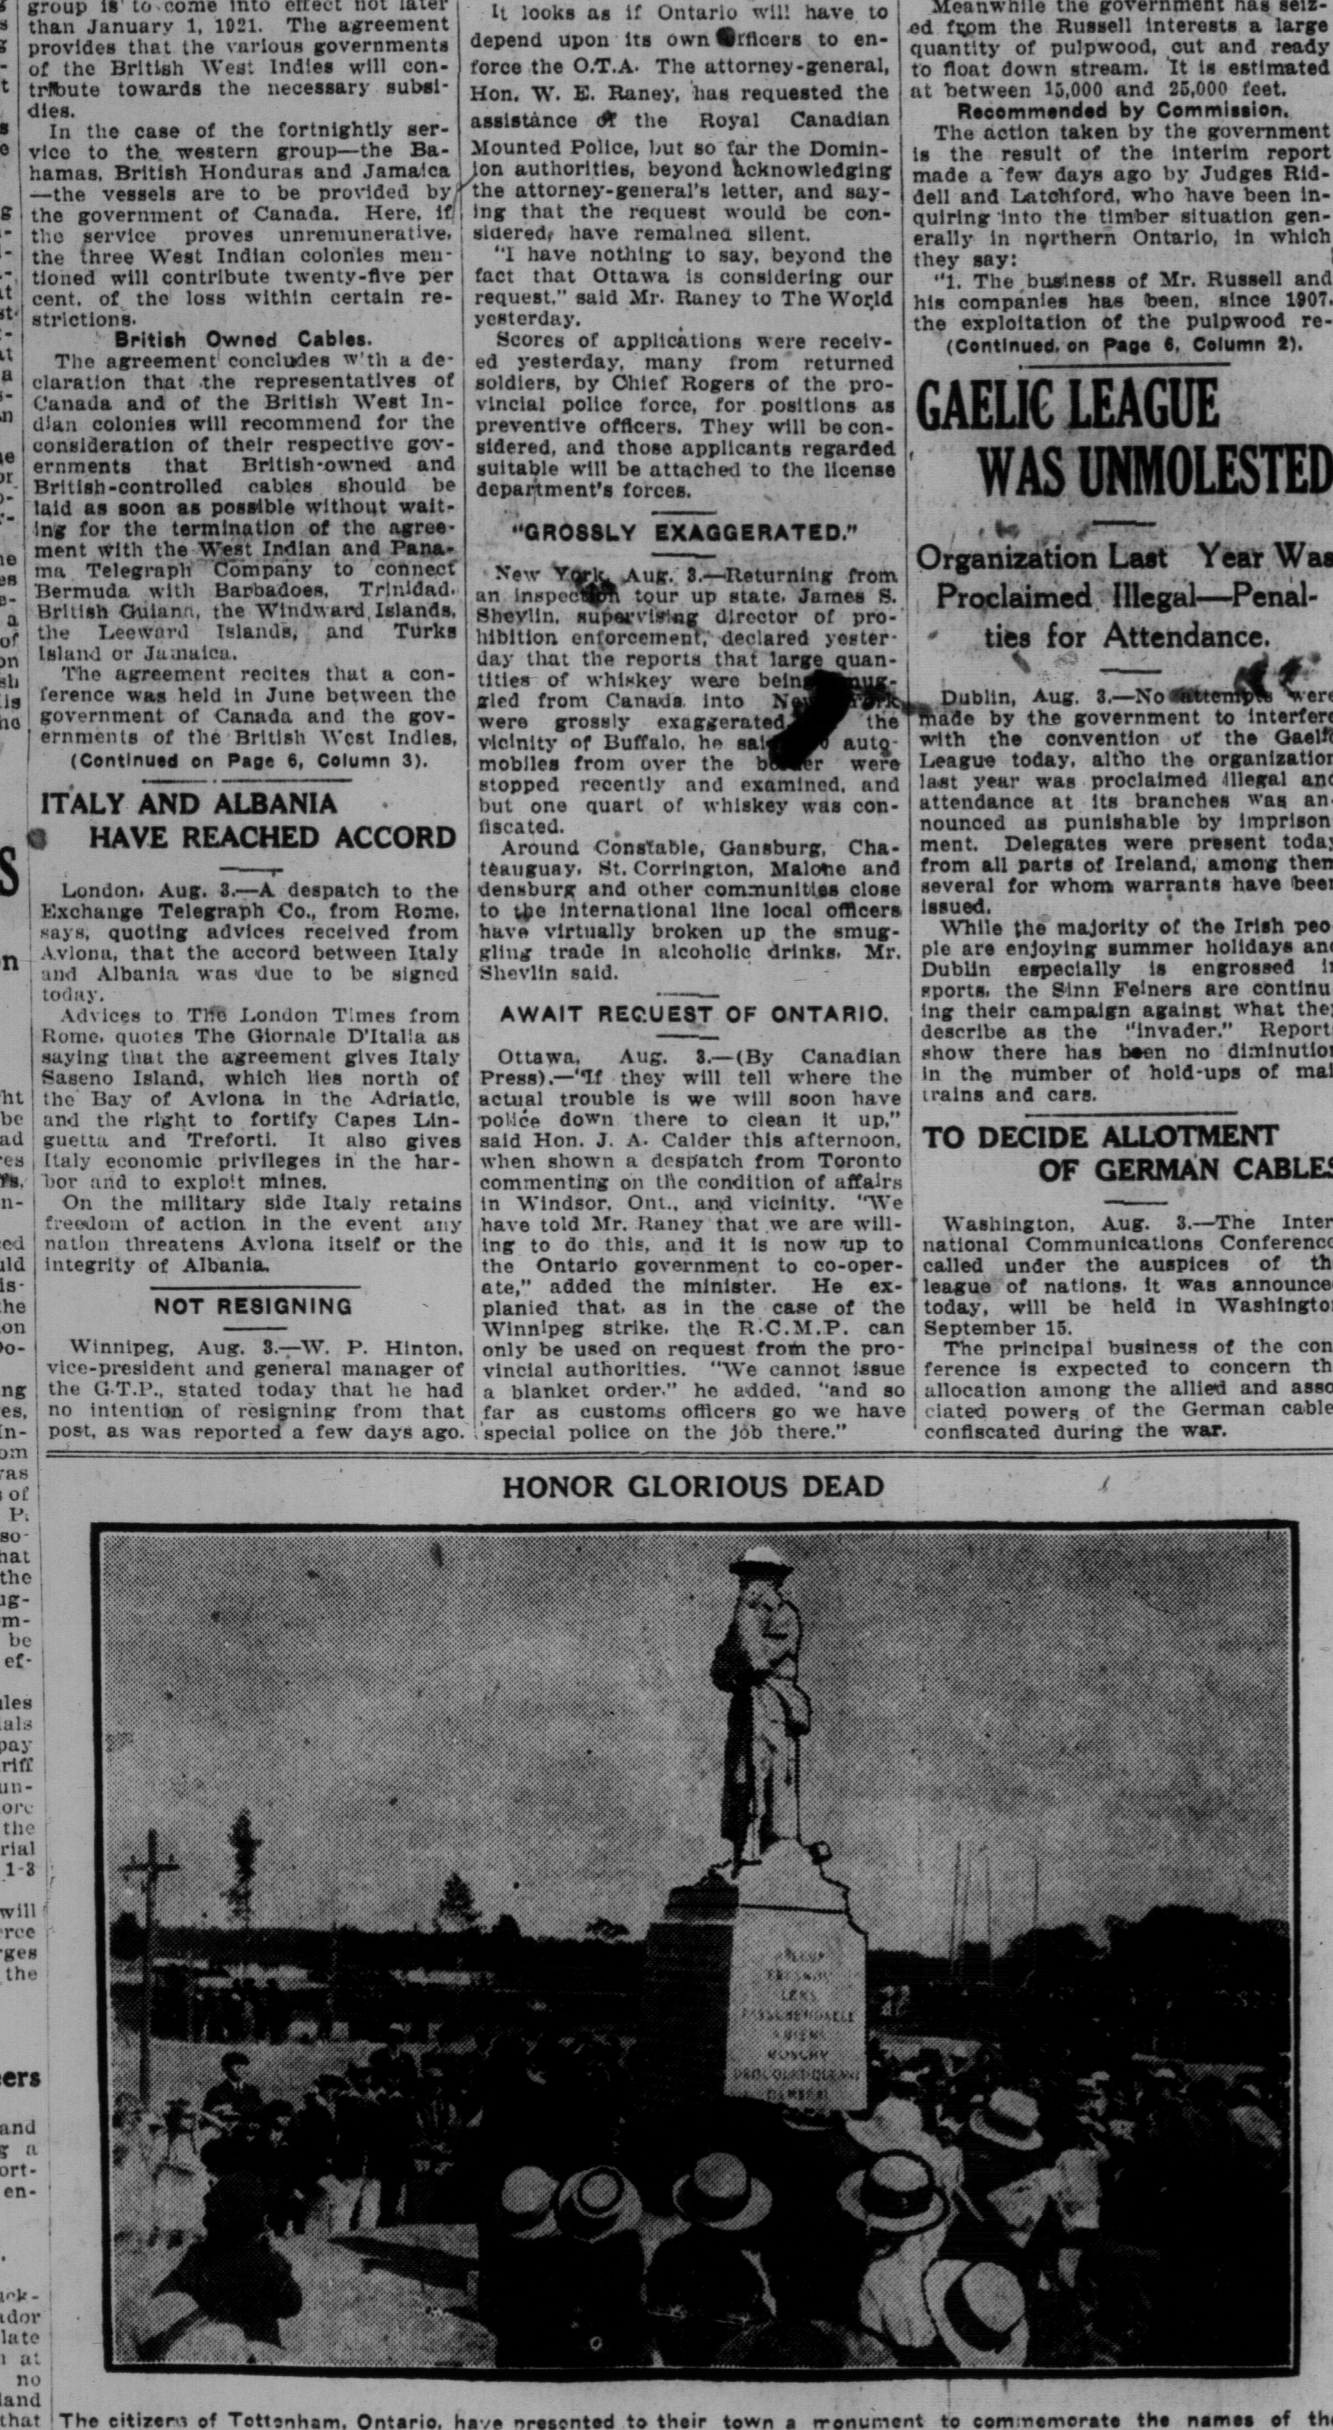 group is to come into effect not later
than January 1, 1921. The agreement
provides that the various governments
of the British West Indies will con-
tribute towards the necessary subsi-
dies.
In the case of the fortnightly ser-
vice to the western group—the Ba-
hamas, British Honduras and Jamaica
—the vessels are to be provided by
the government of Canada. Here, if
the service proves unremunerative,
the three West Indian colonies men-
tioned will contribute twenty-five per
cent. of the loss within certain re-
strictions.
British Owned Cables.
The agreement concludes w'th a de-
claration that the representatives of
Canada and of the British West In-
dian colonies will recommend for the
consideration of their respective gov-
ernments that British-owned and
British-controlled cables should be
laid as soon as possible without wait-
ing for the termination of the agree-
ment with the West Indian and Pana-
ma Telegraph Company to connect
Bermuda with Barbadoes, Trinidad,
British Guiana, the Windward Islands,
the Leeward Islands, and Turks
Island or Jamaica.
The agreement recites that a con-
ference was held in June between the
government of Canada and the gov-
ernments of the British West Indies,
(Continued on Page 6, Column 3).
ITALY AND ALBANIA
HAVE REACHED ACCORD
London, Aug. 3.—A despatch to the
Exchange Telegraph Co., from Rome,
says, quoting advices received from
Avlona, that the accord between Italy
and Albania was due to be signed
today.
Advices to The London Times from
Rome, quotes The Giornale D'Italia as
saying that the agreement gives Italy
Saseno Island, which lies north of
the Bay of Avlona in the Adriatic,
and the right to fortify Capes Lin-
guetta and Treforti. It also gives
Italy economic privileges in the har-
bor and to exploit mines.
On the military side Italy retains
freedom of action in the event any
nation threatens Avlona itself or the
integrity of Albania.
NOT RESIGNING
Winnipeg, Aug. 3.—W. P. Hinton,
vice-president and general manager of
the G.T.P., stated today that he had
no intention of resigning from that
post, as was reported a few days ago.
It looks as if Ontario will have to
depend upon its own officers to en-
force the O.T.A. The attorney-general,
Hon. W. E. Raney, has requested the
assistance of the Royal Canadian
Mounted Police, but so far the Domin-
ion authorities, beyond acknowledging
the attorney-general's letter, and say-
ing that the request would be con-
sidered, have remained silent.
"I have nothing to say, beyond the
fact that Ottawa is considering our
request," said Mr. Raney to The World
yesterday.
Scores of applications were receiv-
ed yesterday, many from returned
soldiers, by Chief Rogers of the pro-
vincial police force, for positions as
preventive officers. They will be con-
sidered, and those applicants regarded
suitable will be attached to the license
department's forces.
"GROSSLY EXAGGERATED."
New York, Aug. 3.—Returning from
an inspection tour up state, James S.
Shevlin, supervising director of pro-
hibition enforcement, declared yester-
day that the reports that large quan-
tities of whiskey were being smug-
gled from Canada into New York
were grossly exaggerated the
vicinity of Buffalo, he said auto-
mobiles from over the border were
stopped recently and examined, and
but one quart of whiskey was con-
fiscated.
Around Constable, Gansburg, Cha-
teauguay, St. Corrington, Malone and
densburg and other communities close
to the international line local officers
have virtually broken up the smug-
gling trade in alcoholic drinks, Mr.
Shevlin said.
AWAIT REQUEST OF ONTARIO.
Ottawa, Aug. 3.—(By Canadian
Press).—"If they will tell where the
actual trouble is we will soon have
police down there to clean it up,"
said Hon. J. A. Calder this afternoon,
when shown a despatch from Toronto
commenting on the condition of affairs
in Windsor, Ont., and vicinity. "We
have told Mr. Raney that we are will-
ing to do this, and it is now up to
the Ontario government to co-oper-
ate," added the minister. He ex-
planied that, as in the case of the
Winnipeg strike, the R.C.M.P. can
only be used on request from the pro-
vincial authorities. "We cannot issue
a blanket order," he added, "and so
far as customs officers go we have
special police on the job there."
Meanwhile the government has seiz-
ed from the Russell interests a large
quantity of pulpwood, cut and ready
to float down stream. It is estimated
at between 15,000 and 25,000 feet.
Recommended by Commission.
The action taken by the government
is the result of the interim report
made a few days ago by Judges Rid-
dell and Latchford, who have been in-
quiring into the timber situation gen-
erally in northern Ontario, in which
they say:
"1. The business of Mr. Russell and
his companies has been, since 1907,
the exploitation of the pulpwood re-
(Continued on Page 6, Column 2).
GAELIC LEAGUE
WAS UNMOLESTED
Organization Last Year Was
Proclaimed Illegal—Penal-
ties for Attendance.
Dublin, Aug. 3.—No attempts were
made by the government to interfere
with the convention of the Gaelic
League today, altho the organization
last year was proclaimed illegal and
attendance at its branches was an-
nounced as punishable by imprison
ment. Delegates were present today
from all parts of Ireland, among them
several for whom warrants have been
issued.
While the majority of the Irish peo
ple are enjoying summer holidays and
Dublin especially is engrossed in
sports, the Sinn Feiners are continu
ing their campaign against what they
describe as the "invader." Report
show there has been no diminution
in the number of hold-ups of mail
trains and cars.
TO DECIDE ALLOTMENT
OF GERMAN CABLES
Washington, Aug. 3.—The Inter
national Communications Conference
called under the auspices of th
league of nations, it was announce
today, will be held in Washington
September 15.
The principal business of the con
ference is expected to concern th
allocation among the allied and asso
ciated powers of the German cable
confiscated during the war.
HONOR GLORIOUS DEAD
LENS
PASSCHENDAELE
AMIENS
CAMBRAI
The citizens of Tottenham, Ontario, have presented to their town a monument to commemorate the names of th